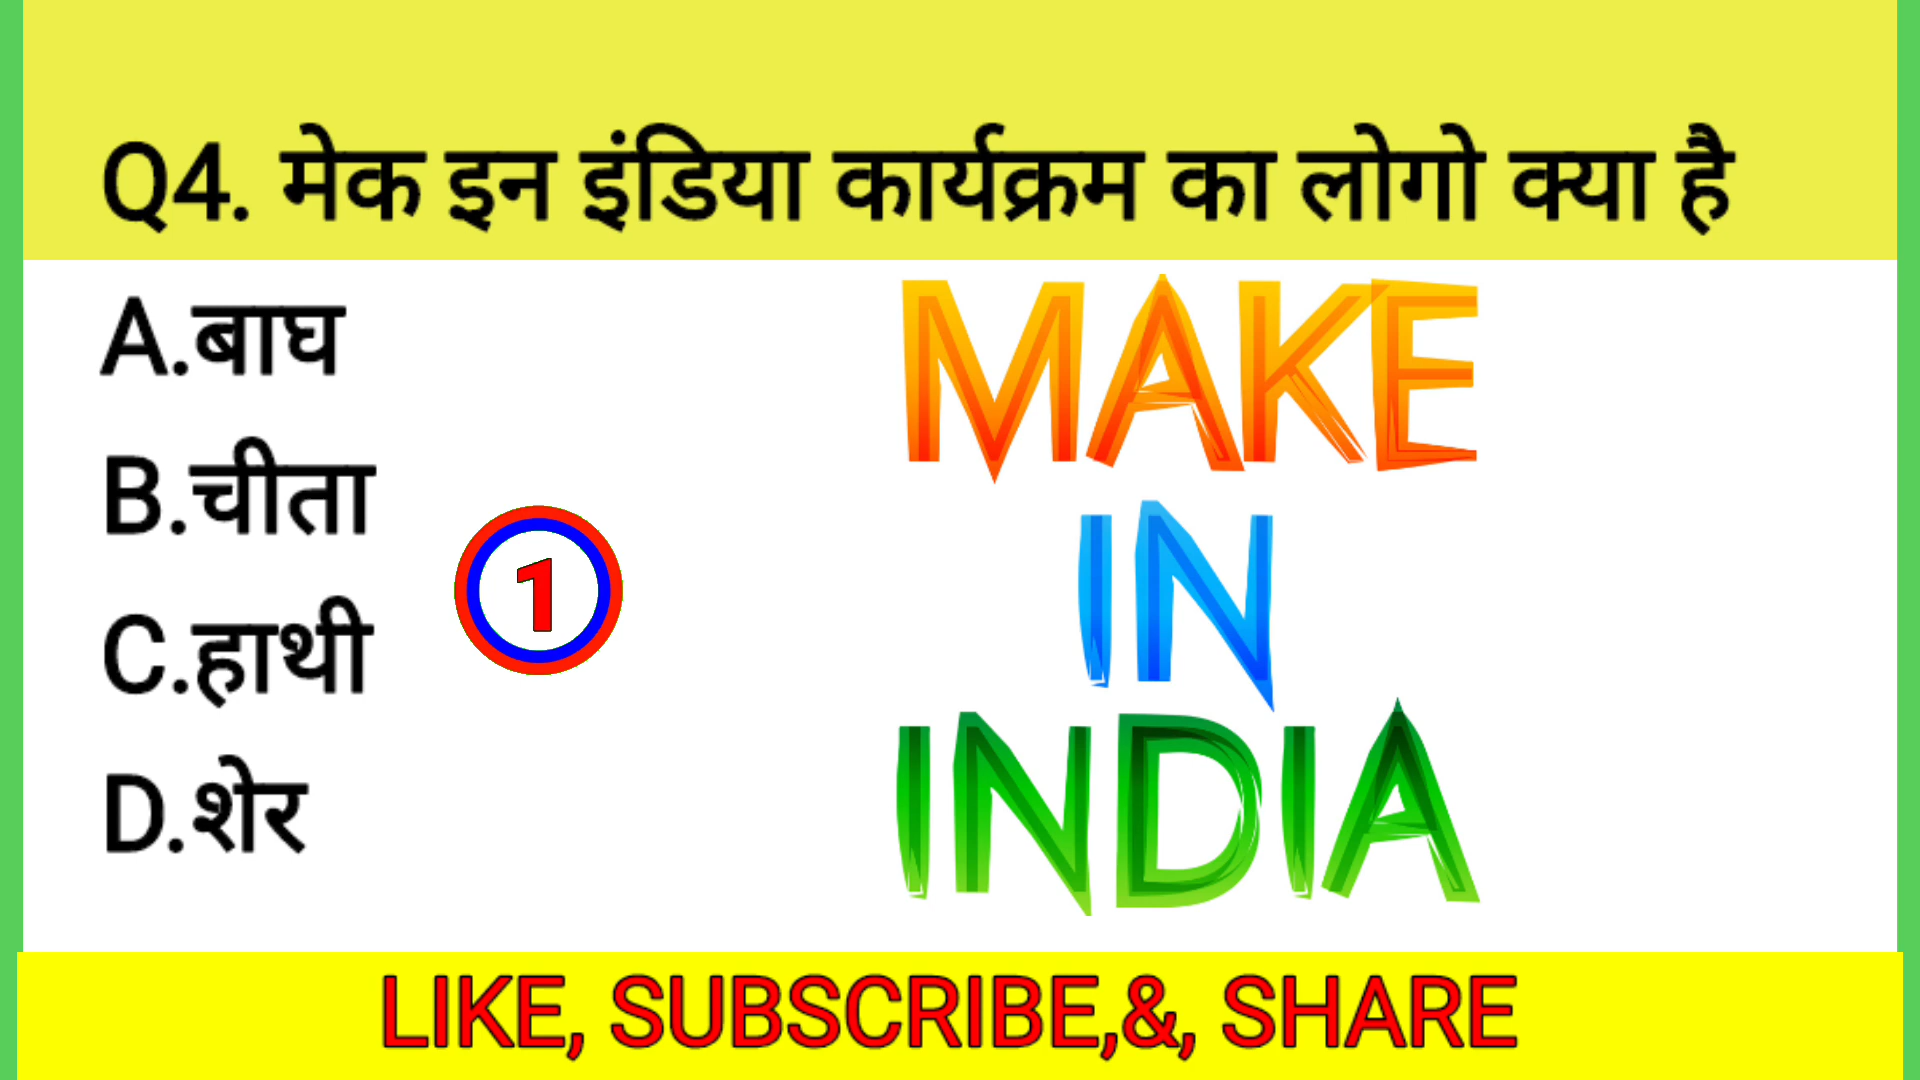 Q4. मेक इन इंडिया कार्यक्रम का लोगो क्या है
A.बाघ
B.चीता
C.हाथी
D.शेर
1
MAKE
IN
INDIA
LIKE, SUBSCRIBE,&, SHARE